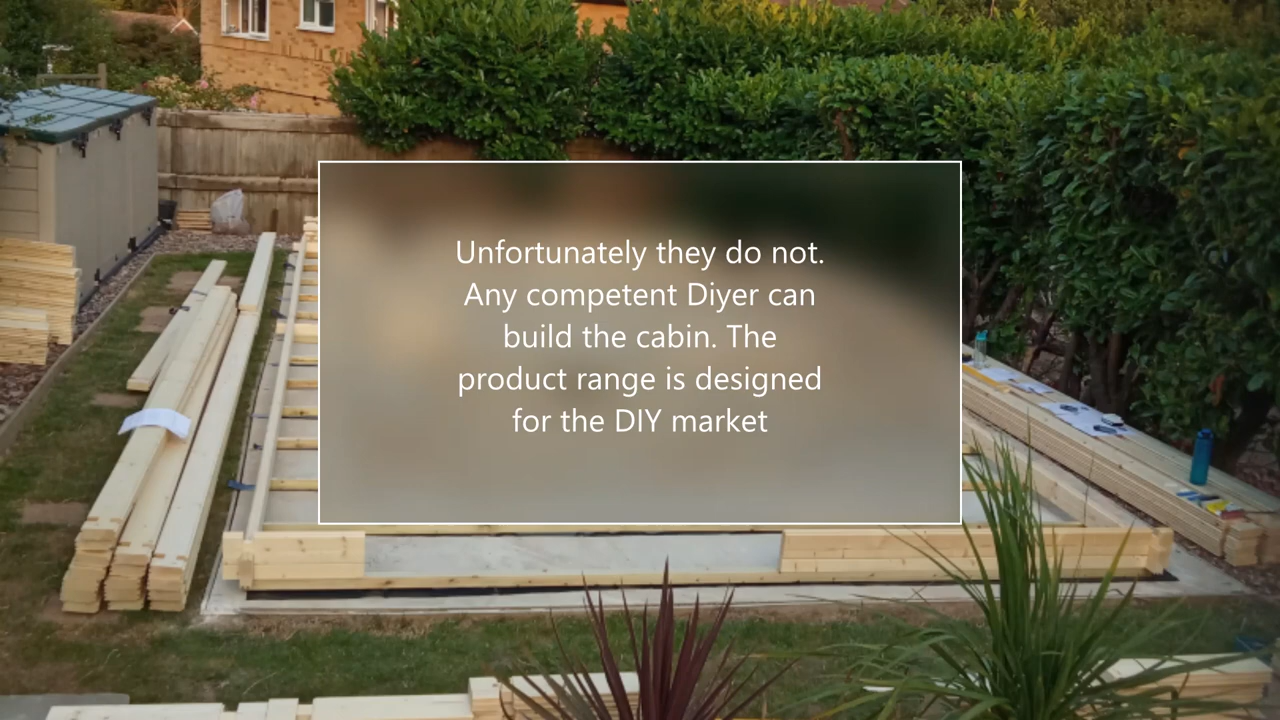 Unfortunately they do not.
Any competent Diyer can
build the cabin. The
product range is designed
for the DIY market